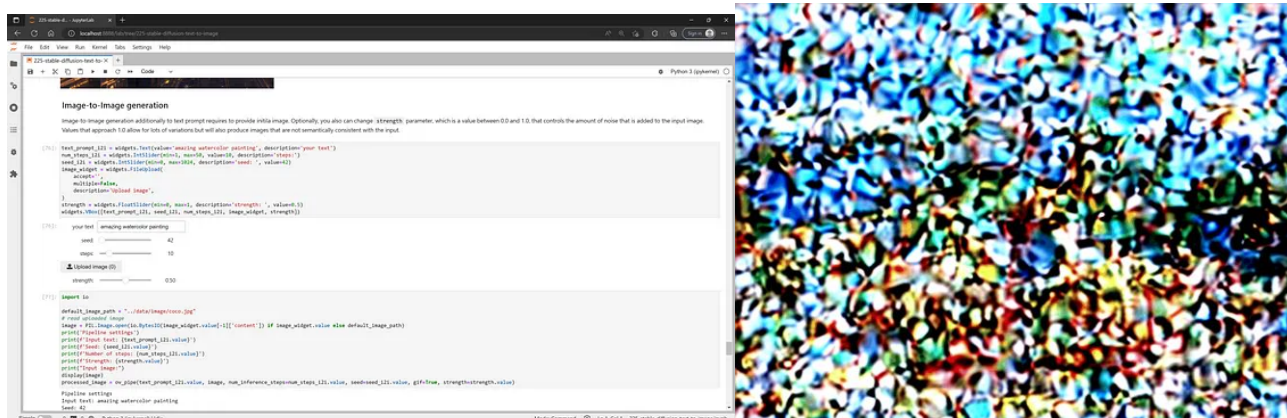 225-stable-d... - JupyterLab
localhost:8888/lab/tree/225-stable-diffusion-text-to-image
Sign in
File Edit View Run Kernel Tabs Settings Help
225-stable-diffusion-text-to-
Code
Python 3 (ipykernel)
Image-to-Image generation
Image-to-Image generation additionally to text prompt requires to provide initila image. Optionally, you also can change strength parameter, which is a value between 0.0 and 1.0, that controls the amount of noise that is added to the input image.
Values that approach 1.0 allow for lots of variations but will also produce images that are not semantically consistent with the input.
text_prompt_i2i = widgets.Text(value='amazing watercolor painting', description='your text')
num_steps_i2i = widgets.IntSlider(min=1, max=50, value=10, description='steps:')
seed_i2i = widgets.IntSlider(min=0, max=1024, description='seed: ', value=42)
image_widget = widgets.FileUpload(
accept='',
multiple=False,
description='Upload image',
)
strength = widgets.FloatSlider(min=0, max=1, description='strength: ', value=0.5)
widgets.VBox([text_prompt_i2i, seed_i2i, num_steps_i2i, image_widget, strength])
your text amazing watercolor painting
seed: 42
steps: 10
Upload image (0)
strength: 0.50
[77]: import io
default_image_path = "../data/image/coco.jpg"
# read uploaded image
image = PIL.Image.open(io.BytesIO(image_widget.value[-1]['content']) if image_widget.value else default_image_path)
print('Pipeline settings')
print(f'Input text: {text_prompt_i2i.value}')
print(f'Seed: {seed_i2i.value}')
print(f'Number of steps: {num_steps_i2i.value}')
print(f'Strength: {strength.value}')
print("Input image:")
display(image)
processed_image = ov_pipe(text_prompt_i2i.value, image, num_inference_steps=num_steps_i2i.value, seed=seed_i2i.value, gif=True, strength=strength.value)
Pipeline settings
Input text: amazing watercolor painting
Seed: 42